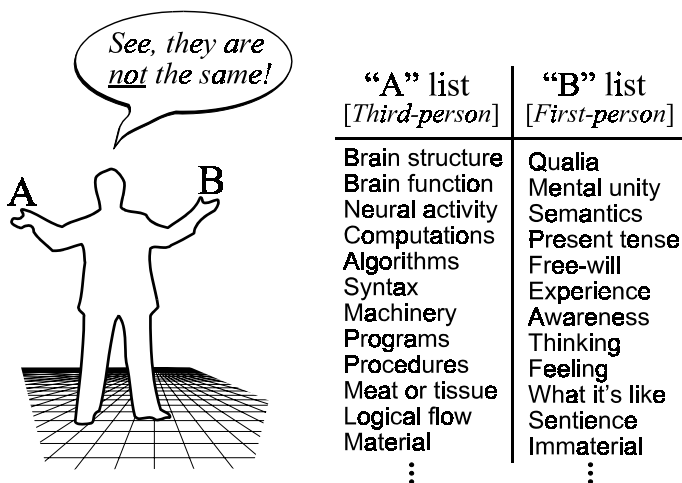 See, they are
not the same!
A
B
“A” list
[Third-person]
Brain structure
Brain function
Neural activity
Computations
Algorithms
Syntax
Machinery
Programs
Procedures
Meat or tissue
Logical flow
Material
⋮
“B” list
[First-person]
Qualia
Mental unity
Semantics
Present tense
Free-will
Experience
Awareness
Thinking
Feeling
What it’s like
Sentience
Immaterial
⋮